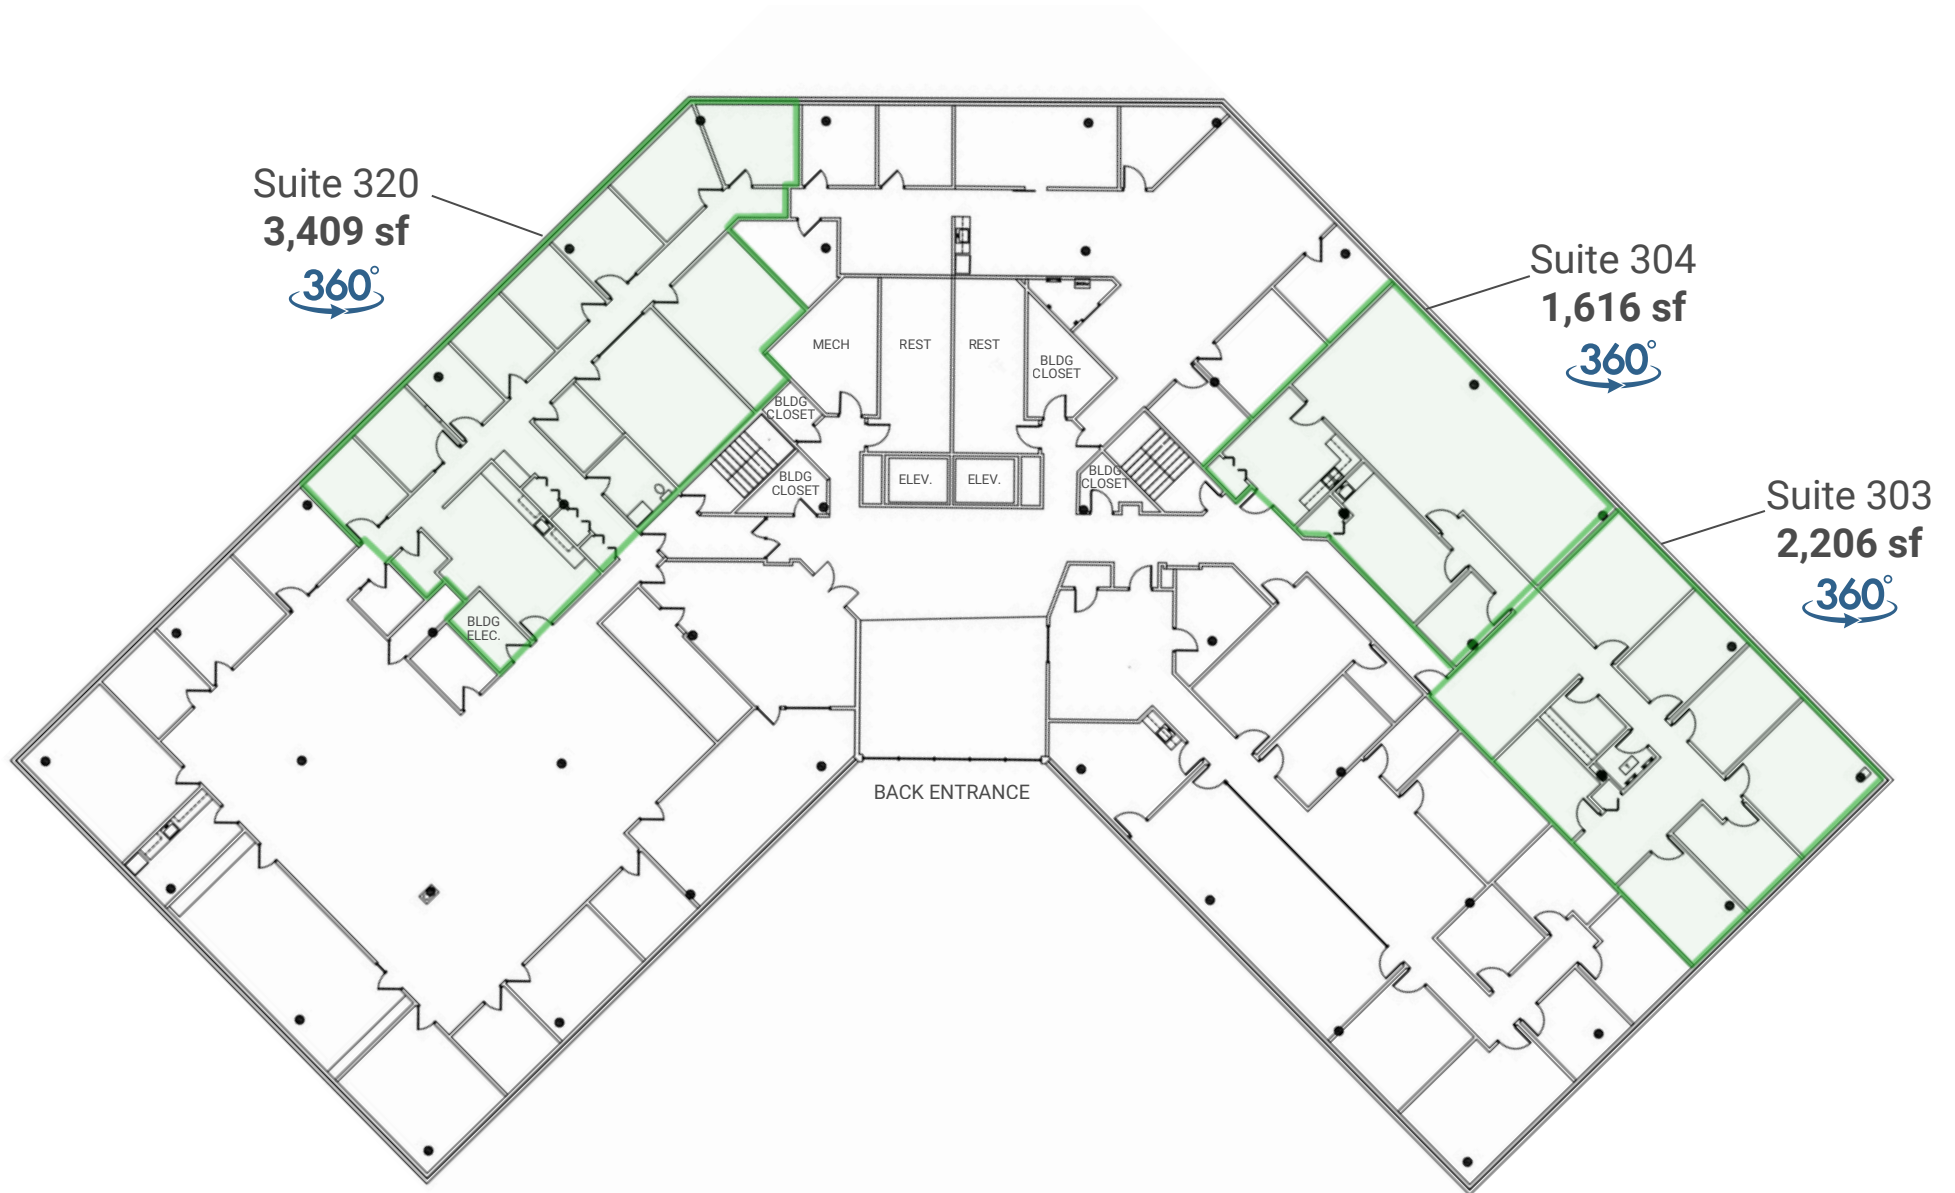 Suite 320
3,409 sf
360°
Suite 304
1,616 sf
360°
Suite 303
2,206 sf
360°
MECH
REST
REST
BLDG
CLOSET
BLDG
CLOSET
BLDG
CLOSET
BLDG
CLOSET
ELEV.
ELEV.
BLDG
ELEC.
BACK ENTRANCE